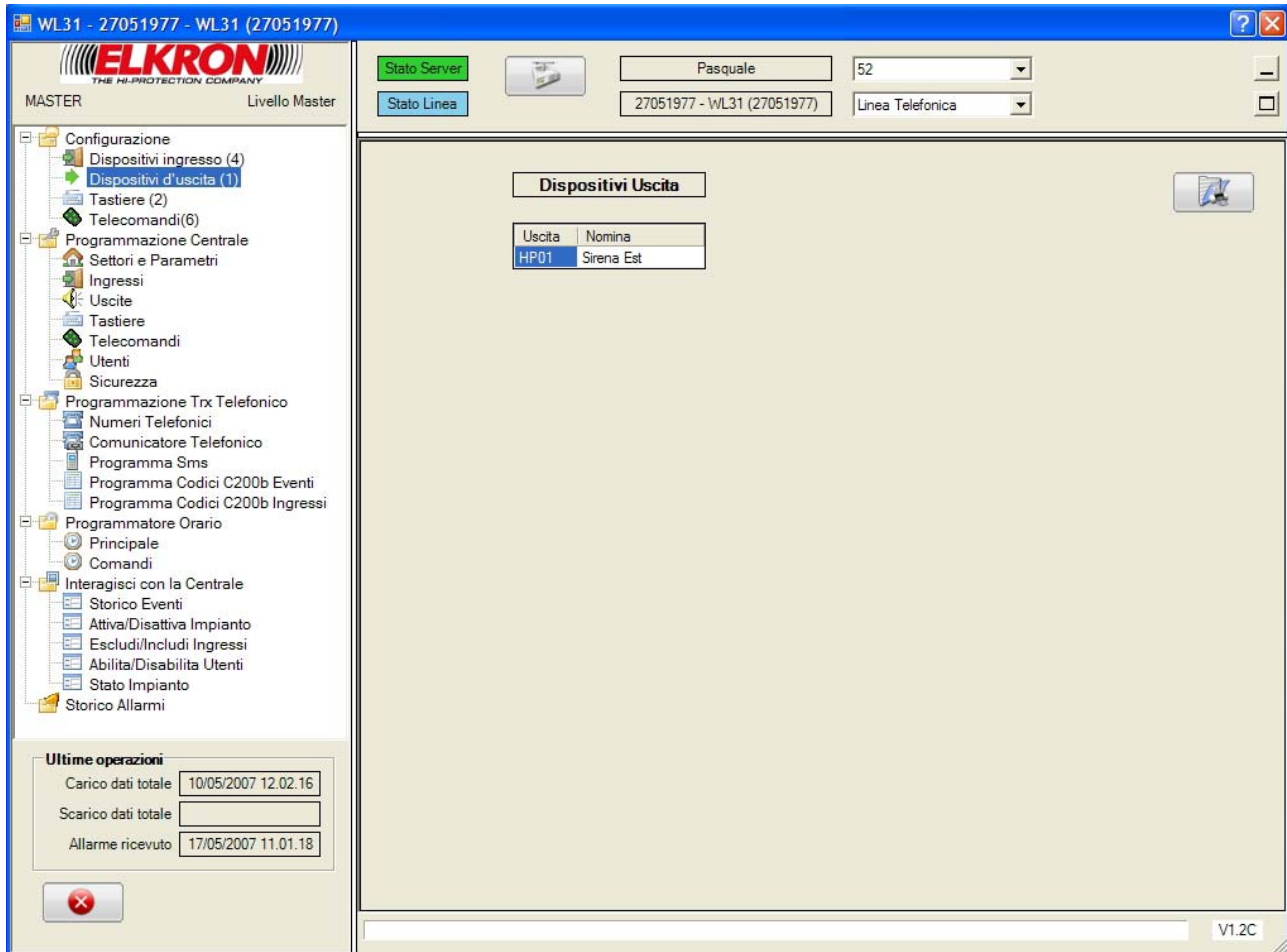 WL31 - 27051977 - WL31 (27051977)
ELKRON
THE HI-PROTECTION COMPANY
MASTER Livello Master
Configurazione
Dispositivi ingresso (4)
Dispositivi d'uscita (1)
Tastiere (2)
Telecomandi(6)
Programmazione Centrale
Settori e Parametri
Ingressi
Uscite
Tastiere
Telecomandi
Utenti
Sicurezza
Programmazione Trx Telefonico
Numeri Telefonici
Comunicatore Telefonico
Programma Sms
Programma Codici C200b Eventi
Programma Codici C200b Ingressi
Programmatore Orario
Principale
Comandi
Interagisci con la Centrale
Storico Eventi
Attiva/Disattiva Impianto
Escludi/Includi Ingressi
Abilita/Disabilita Utenti
Stato Impianto
Storico Allarmi
Ultime operazioni
Carico dati totale 10/05/2007 12.02.16
Scarico dati totale
Allarme ricevuto 17/05/2007 11.01.18
Stato Server Pasquale 52
Stato Linea 27051977 - WL31 (27051977) Linea Telefonica
Dispositivi Uscita
Uscita Nomina
HP01 Sirena Est
V1.2C